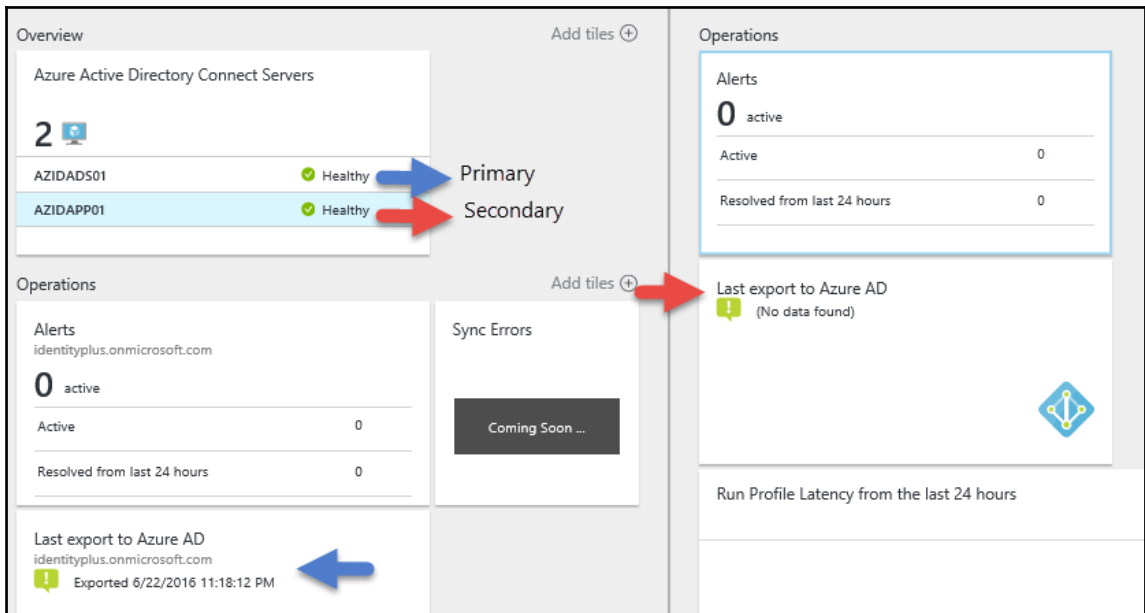 Overview
Add tiles
Azure Active Directory Connect Servers
2
AZIDADS01 Healthy Primary
AZIDAPP01 Healthy Secondary
Operations
Add tiles
Alerts
identityplus.onmicrosoft.com
0 active
Active 0
Resolved from last 24 hours 0
Sync Errors
Coming Soon ...
Last export to Azure AD
identityplus.onmicrosoft.com
Exported 6/22/2016 11:18:12 PM
Operations
Alerts
0 active
Active 0
Resolved from last 24 hours 0
Last export to Azure AD
(No data found)
Run Profile Latency from the last 24 hours